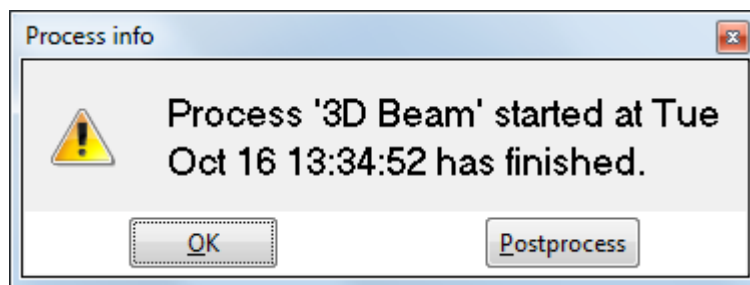 Process info
Process '3D Beam' started at Tue
Oct 16 13:34:52 has finished.
OK
Postprocess